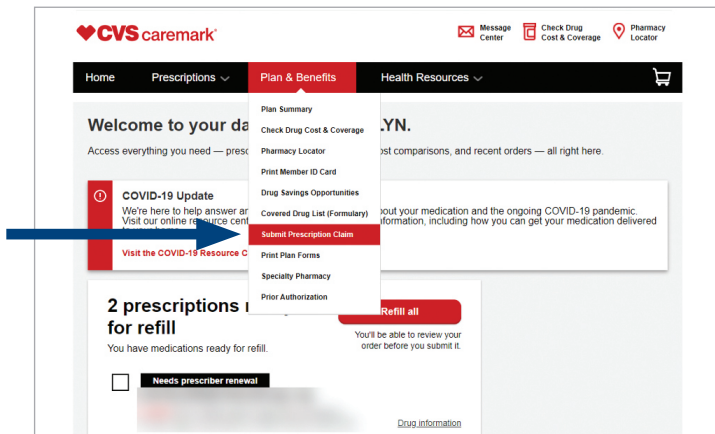 CVS caremark®
Message Center
Check Drug Cost & Coverage
Pharmacy Locator
Home
Prescriptions
Plan & Benefits
Health Resources
Plan Summary
Check Drug Cost & Coverage
Pharmacy Locator
Print Member ID Card
Drug Savings Opportunities
Covered Drug List (Formulary)
Submit Prescription Claim
Print Plan Forms
Specialty Pharmacy
Prior Authorization
Welcome to your da YN.
Access everything you need — presc ost comparisons, and recent orders — all right here.
COVID-19 Update
We're here to help answer an out your medication and the ongoing COVID-19 pandemic.
Visit our online resource cent formation, including how you can get your medication delivered
Visit the COVID-19 Resource C
2 prescriptions
for refill
You have medications ready for refill.
Refill all
You'll be able to review your
order before you submit it.
Needs prescriber renewal
Drug information